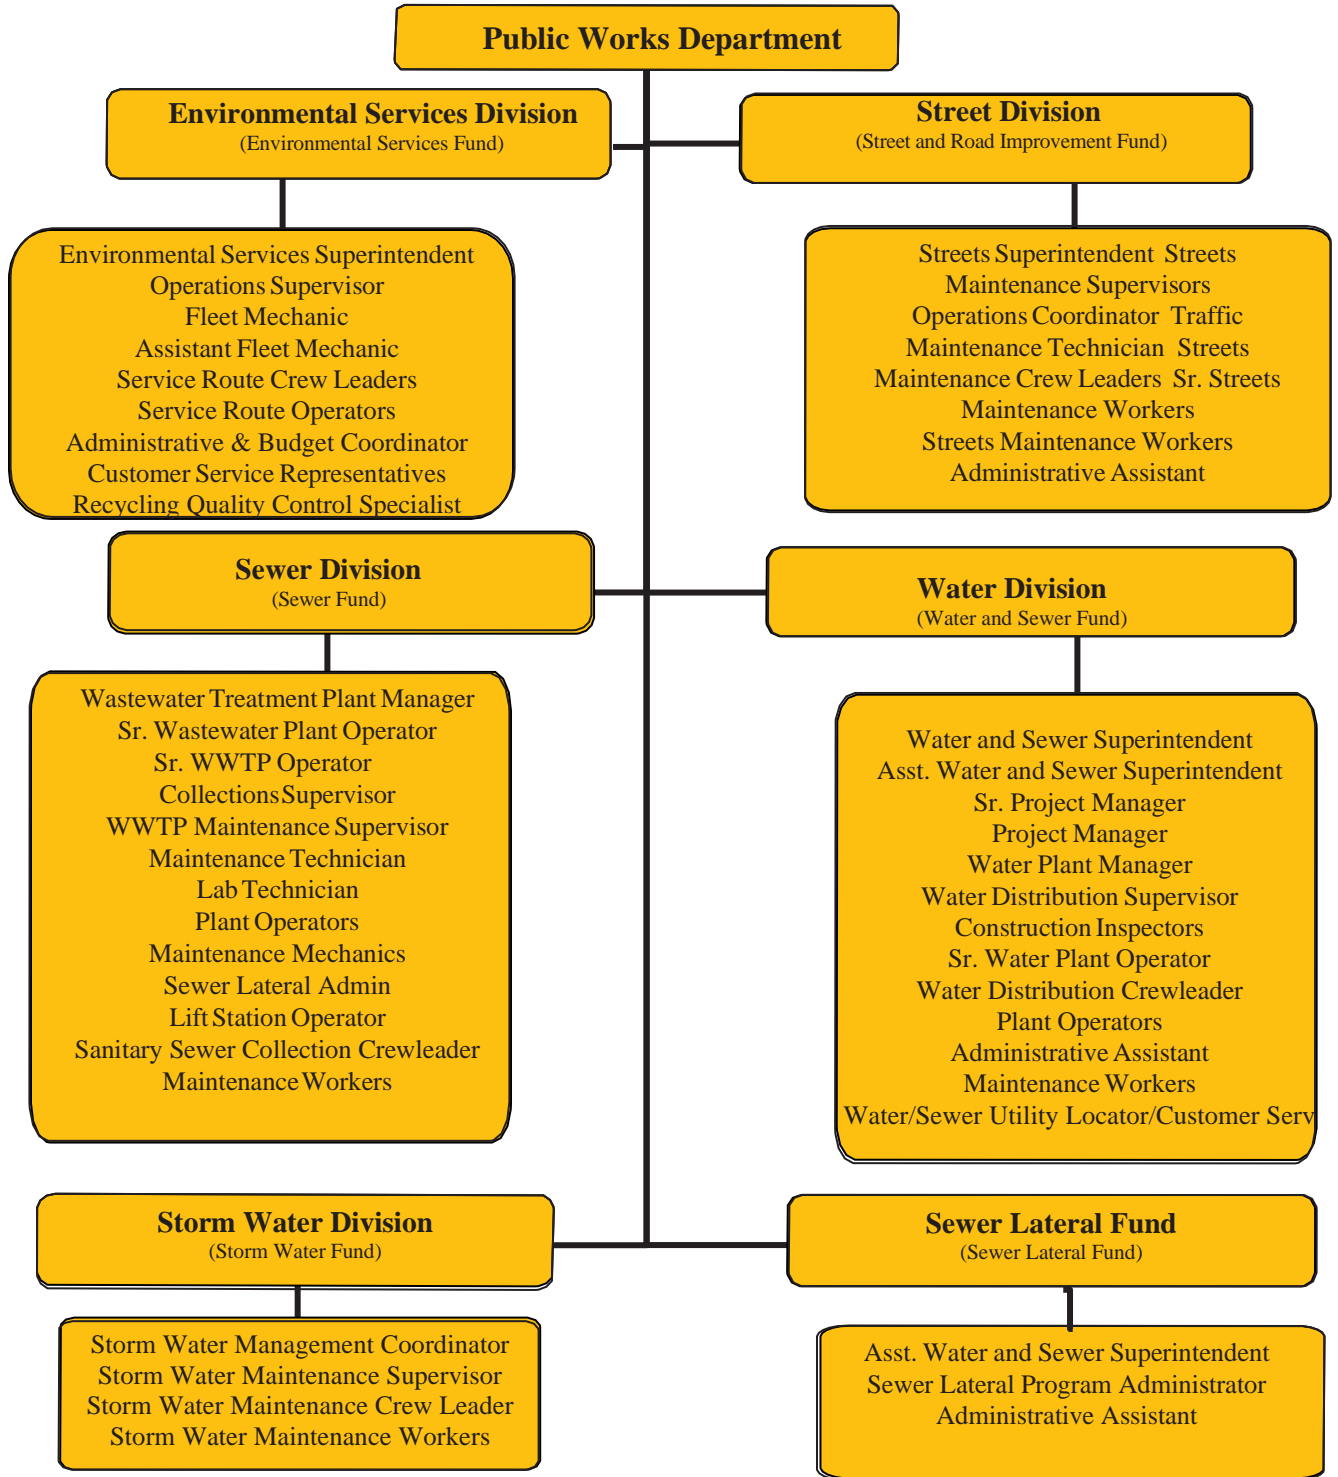 Public Works Department
Environmental Services Division
(Environmental Services Fund)
Street Division
(Street and Road Improvement Fund)
Environmental Services Superintendent
Operations Supervisor
Fleet Mechanic
Assistant Fleet Mechanic
Service Route Crew Leaders
Service Route Operators
Administrative & Budget Coordinator
Customer Service Representatives
Recycling Quality Control Specialist
Streets Superintendent Streets
Maintenance Supervisors
Operations Coordinator Traffic
Maintenance Technician Streets
Maintenance Crew Leaders Sr. Streets
Maintenance Workers
Streets Maintenance Workers
Administrative Assistant
Sewer Division
(Sewer Fund)
Water Division
(Water and Sewer Fund)
Wastewater Treatment Plant Manager
Sr. Wastewater Plant Operator
Sr. WWTP Operator
Collections Supervisor
WWTP Maintenance Supervisor
Maintenance Technician
Lab Technician
Plant Operators
Maintenance Mechanics
Sewer Lateral Admin
Lift Station Operator
Sanitary Sewer Collection Crewleader
Maintenance Workers
Water and Sewer Superintendent
Asst. Water and Sewer Superintendent
Sr. Project Manager
Project Manager
Water Plant Manager
Water Distribution Supervisor
Construction Inspectors
Sr. Water Plant Operator
Water Distribution Crewleader
Plant Operators
Administrative Assistant
Maintenance Workers
Water/Sewer Utility Locator/Customer Serv
Storm Water Division
(Storm Water Fund)
Sewer Lateral Fund
(Sewer Lateral Fund)
Storm Water Management Coordinator
Storm Water Maintenance Supervisor
Storm Water Maintenance Crew Leader
Storm Water Maintenance Workers
Asst. Water and Sewer Superintendent
Sewer Lateral Program Administrator
Administrative Assistant